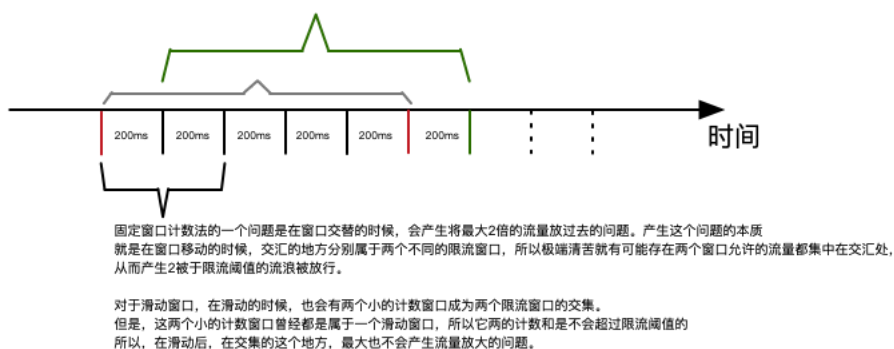 200ms 200ms 200ms 200ms 200ms 200ms
时间
固定窗口计数法的一个问题是在窗口交替的时候，会产生将最大2倍的流量放过去的问题。产生这个问题的本质
就是在窗口移动的时候，交汇的地方分别属于两个不同的限流窗口，所以极端清苦就有可能存在两个窗口允许的流量都集中在交汇处，
从而产生2被于限流阈值的流浪被放行。
对于滑动窗口，在滑动的时候，也会有两个小的计数窗口成为两个限流窗口的交集。
但是，这两个小的计数窗口曾经都是属于一个滑动窗口，所以它两的计数和是不会超过限流阈值的
所以，在滑动后，在交集的这个地方，最大也不会产生流量放大的问题。